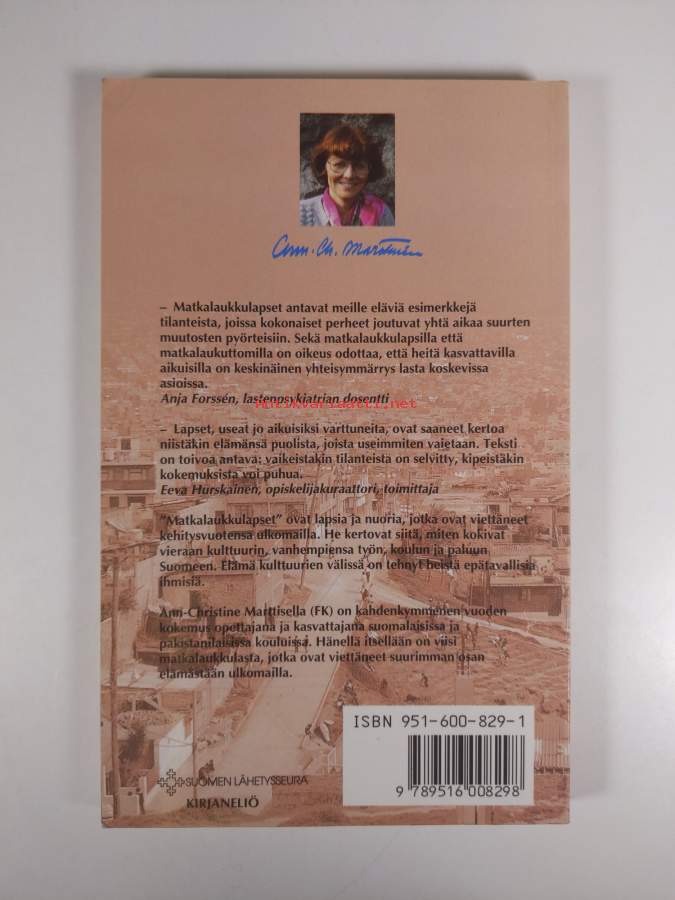 Ann-Ch. Marttinen
– Matkalaukkulapset antavat meille eläviä esimerkkejä
tilanteista, joissa kokonaiset perheet joutuvat yhtä aikaa suurten
muutosten pyörteisiin. Sekä matkalaukkulapsilla että
matkalaukuttomilla on oikeus odottaa, että heitä kasvattavilla
aikuisilla on keskinäinen yhteisymmärrys lasta koskevissa
asioissa.
Anja Forssén, lastenpsykiatrian dosentti
Antikvariaatti.net
– Lapset, useat jo aikuisiksi varttuneita, ovat saaneet kertoa
niistäkin elämänsä puolista, joista useimmiten vaietaan. Teksti
on toivoa antava: vaikeistakin tilanteista on selvitty, kipeistäkin
kokemuksista voi puhua.
Eeva Hurskainen, opiskelijakuraattori, toimittaja
”Matkalaukkulapset” ovat lapsia ja nuoria, jotka ovat viettäneet
kehitysvuotensa ulkomailla. He kertovat siitä, miten kokivat
vieraan kulttuurin, vanhempiensa työn, koulun ja paluun
Suomeen. Elämä kulttuurien välissä on tehnyt heistä epätavallisia
ihmisiä.
Ann-Christine Marttisella (FK) on kahdenkymmenen vuoden
kokemus opettajana ja kasvattajana suomalaisissa ja
pakistanilaisissa kouluissa. Hänellä itsellään on viisi
matkalaukkulasta, jotka ovat viettäneet suurimman osan
elämästään ulkomailla.
ISBN 951-600-829-1
9 789516 008298
SUOMEN LÄHETYSSEURA
KIRJANELIÖ